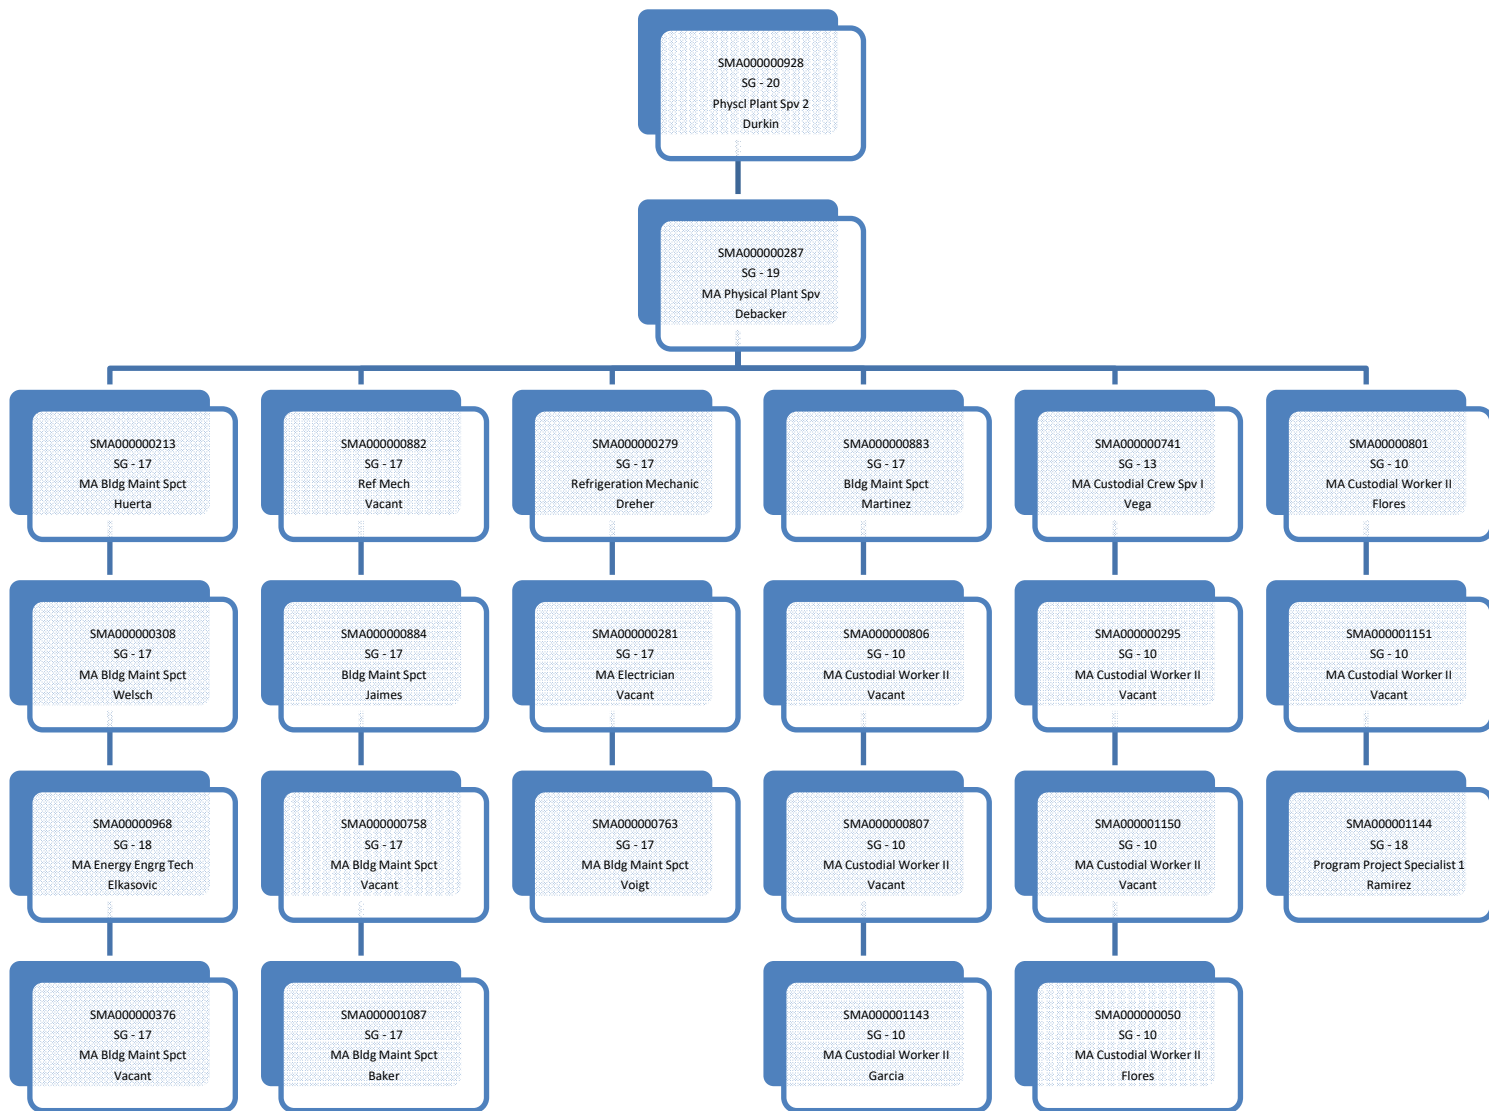 SMA000000928
SG - 20
Physcl Plant Spv 2
Durkin
SMA000000287
SG - 19
MA Physical Plant Spv
Debacker
SMA000000213
SG - 17
MA Bldg Maint Spct
Huerta
SMA000000882
SG - 17
Ref Mech
Vacant
SMA000000279
SG - 17
Refrigeration Mechanic
Dreher
SMA000000883
SG - 17
Bldg Maint Spct
Martinez
SMA000000741
SG - 13
MA Custodial Crew Spv I
Vega
SMA00000801
SG - 10
MA Custodial Worker II
Flores
SMA000000308
SG - 17
MA Bldg Maint Spct
Welsch
SMA000000884
SG - 17
Bldg Maint Spct
Jaimes
SMA000000281
SG - 17
MA Electrician
Vacant
SMA000000806
SG - 10
MA Custodial Worker II
Vacant
SMA000000295
SG - 10
MA Custodial Worker II
Vacant
SMA000001151
SG - 10
MA Custodial Worker II
Vacant
SMA00000968
SG - 18
MA Energy Engrg Tech
Elkasovic
SMA000000758
SG - 17
MA Bldg Maint Spct
Vacant
SMA000000763
SG - 17
MA Bldg Maint Spct
Voigt
SMA000000807
SG - 10
MA Custodial Worker II
Vacant
SMA000001150
SG - 10
MA Custodial Worker II
Vacant
SMA000001144
SG - 18
Program Project Specialist 1
Ramirez
SMA000000376
SG - 17
MA Bldg Maint Spct
Vacant
SMA000001087
SG - 17
MA Bldg Maint Spct
Baker
SMA000001143
SG - 10
MA Custodial Worker II
Garcia
SMA000000050
SG - 10
MA Custodial Worker II
Flores